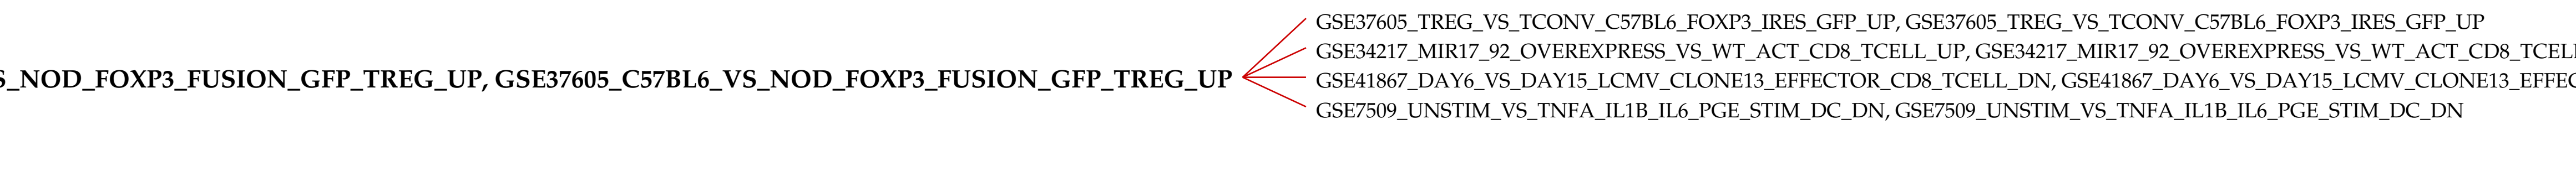 S_NOD_FOXP3_FUSION_GFP_TREG_UP, GSE37605_C57BL6_VS_NOD_FOXP3_FUSION_GFP_TREG_UP
GSE37605_TREG_VS_TCONV_C57BL6_FOXP3_IRES_GFP_UP, GSE37605_TREG_VS_TCONV_C57BL6_FOXP3_IRES_GFP_UP
GSE34217_MIR17_92_OVEREXPRESS_VS_WT_ACT_CD8_TCELL_UP, GSE34217_MIR17_92_OVEREXPRESS_VS_WT_ACT_CD8_TCELL
GSE41867_DAY6_VS_DAY15_LCMV_CLONE13_EFFECTOR_CD8_TCELL_DN, GSE41867_DAY6_VS_DAY15_LCMV_CLONE13_EFFEC
GSE7509_UNSTIM_VS_TNFA_IL1B_IL6_PGE_STIM_DC_DN, GSE7509_UNSTIM_VS_TNFA_IL1B_IL6_PGE_STIM_DC_DN